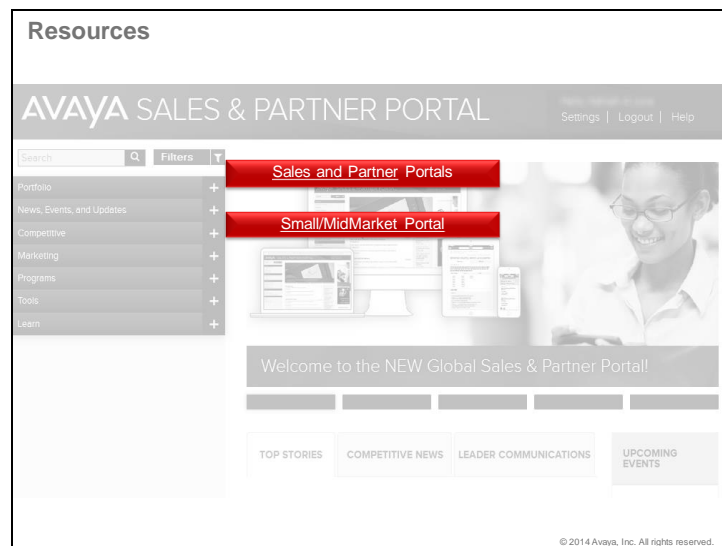 Resources
AVAYA SALES & PARTNER PORTAL
Settings | Logout | Help
Search
Filters
Sales and Partner Portals
Portfolio
News, Events, and Updates
Small/MidMarket Portal
Competitive
Marketing
Programs
Tools
Learn
Welcome to the NEW Global Sales & Partner Portal!
TOP STORIES
COMPETITIVE NEWS
LEADER COMMUNICATIONS
UPCOMING
EVENTS
© 2014 Avaya, Inc. All rights reserved.